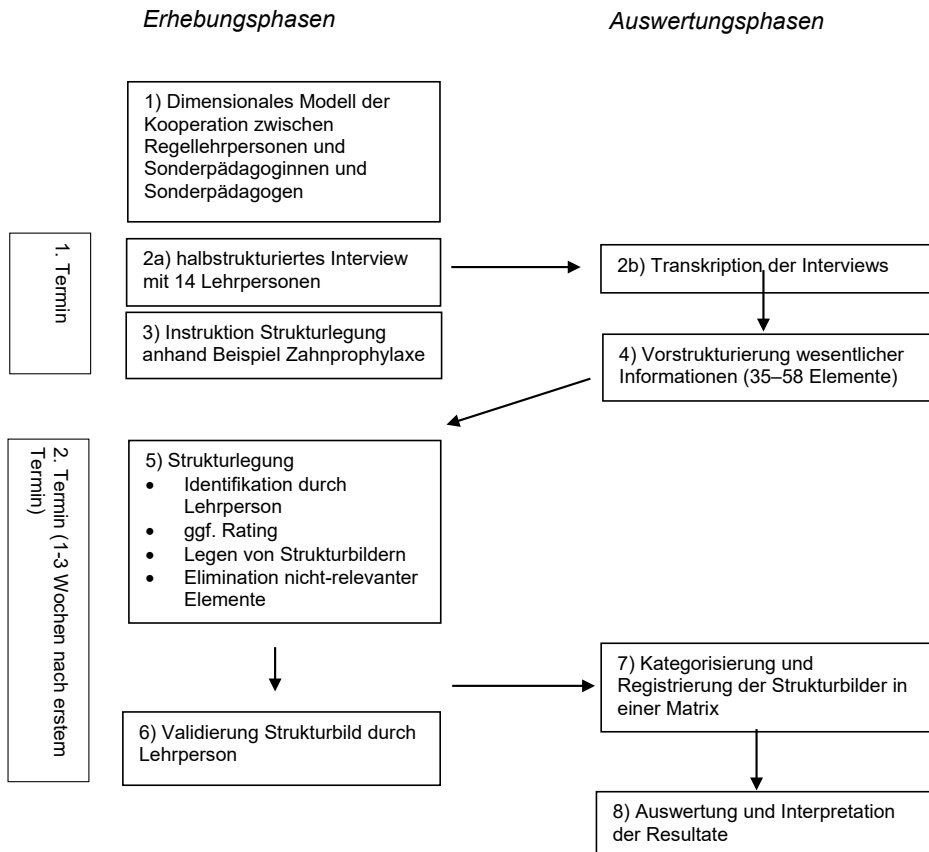 Erhebungsphasen
Auswertungsphasen
1) Dimensionales Modell der
Kooperation zwischen
Regellehrpersonen und
Sonderpädagoginnen und
Sonderpädagogen
1. Termin
2a) halbstrukturiertes Interview
mit 14 Lehrpersonen
2b) Transkription der Interviews
3) Instruktion Strukturlegung
anhand Beispiel Zahnprophylaxe
4) Vorstrukturierung wesentlicher
Informationen (35–58 Elemente)
2. Termin (1-3 Wochen nach erstem
Termin)
5) Strukturlegung
• Identifikation durch
Lehrperson
• ggf. Rating
• Legen von Strukturbildern
• Elimination nicht-relevanter
Elemente
6) Validierung Strukturbild durch
Lehrperson
7) Kategorisierung und
Registrierung der Strukturbilder in
einer Matrix
8) Auswertung und Interpretation
der Resultate